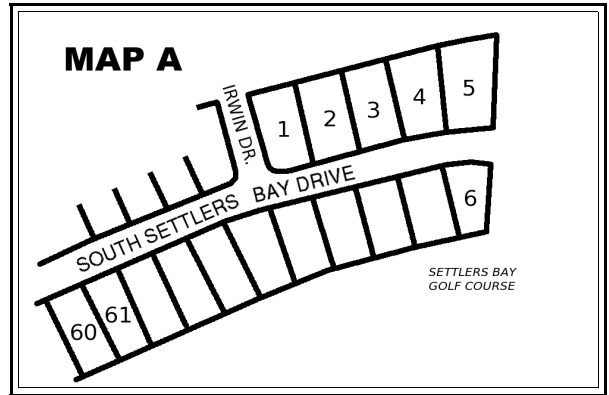 MAP A
IRWIN DR.
1
2
3
4
5
SOUTH SETTLERS BAY DRIVE
6
60
61
SETTLERS BAY
GOLF COURSE